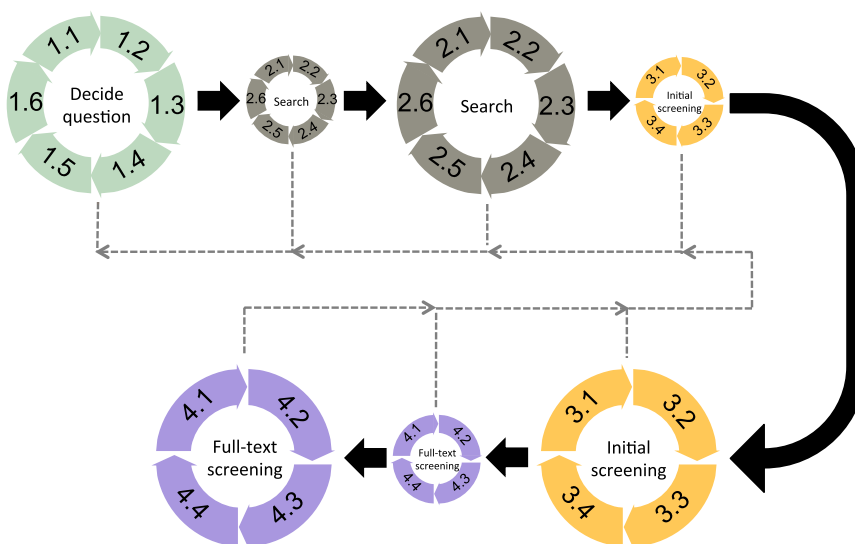 1.1
1.2
1.3
1.4
1.5
1.6
Decide
question
2.1
2.2
2.3
2.4
2.5
2.6
Search
2.1
2.2
2.3
2.4
2.5
2.6
Search
3.1
3.2
3.3
3.4
Initial
screening
4.1
4.2
4.3
4.4
Full-text
screening
4.1
4.2
4.3
4.4
Full-text
screening
3.1
3.2
3.3
3.4
Initial
screening